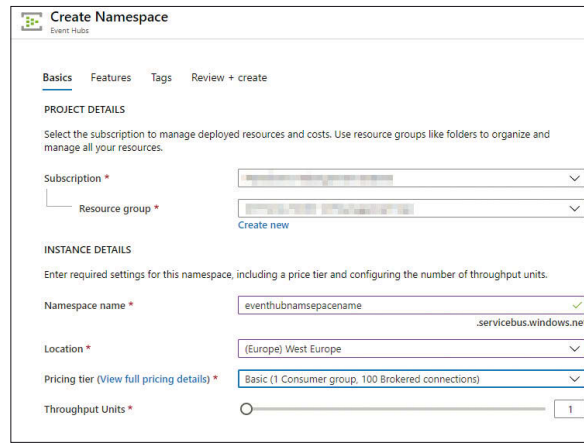 Create Namespace
Event Hubs
Basics Features Tags Review + create
PROJECT DETAILS
Select the subscription to manage deployed resources and costs. Use resource groups like folders to organize and
manage all your resources.
Subscription *
Resource group *
Create new
INSTANCE DETAILS
Enter required settings for this namespace, including a price tier and configuring the number of throughput units.
Namespace name * eventhubnamsepacename
.servicebus.windows.net
Location * (Europe) West Europe
Pricing tier (View full pricing details) * Basic (1 Consumer group, 100 Brokered connections)
Throughput Units * 1